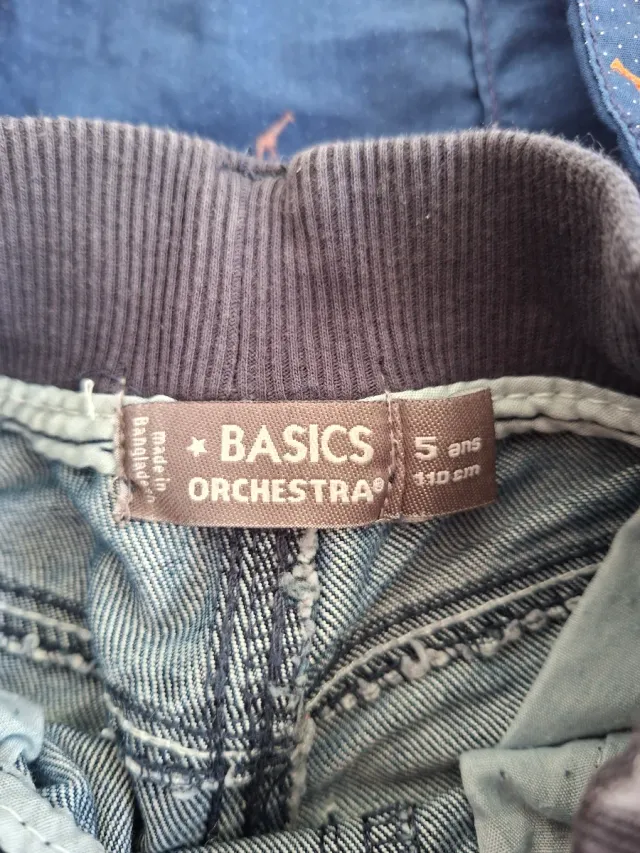 made in
Bangladesh
★ BASICS
ORCHESTRA®
5 ans
110 cm